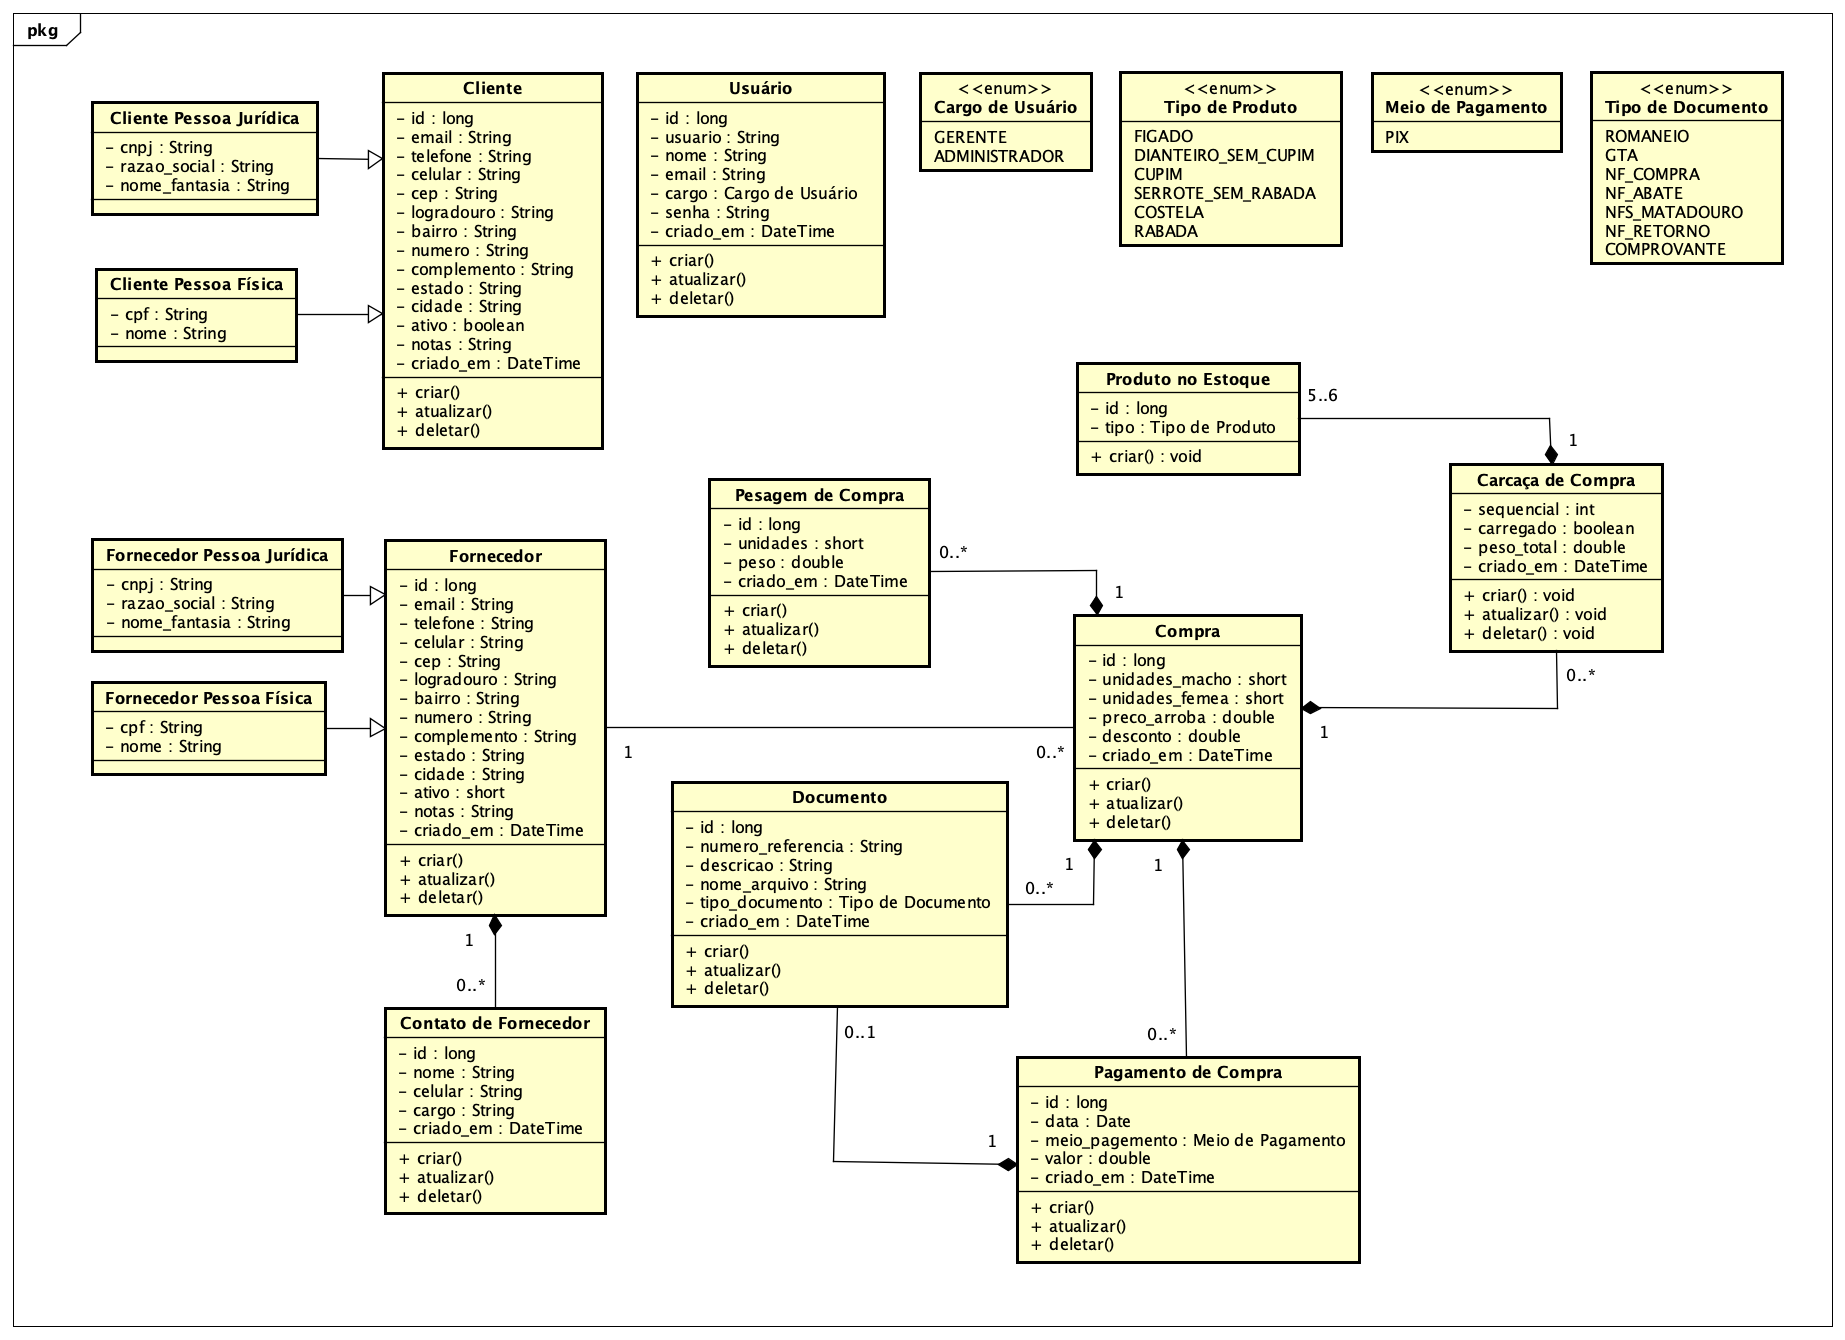 pkg
Cliente Pessoa Jurídica
- cnpj : String
- razao_social : String
- nome_fantasia : String
Cliente Pessoa Física
- cpf : String
- nome : String
Cliente
- id : long
- email : String
- telefone : String
- celular : String
- cep : String
- logradouro : String
- bairro : String
- numero : String
- complemento : String
- estado : String
- cidade : String
- ativo : boolean
- notas : String
- criado_em : DateTime
+ criar()
+ atualizar()
+ deletar()
Usuário
- id : long
- usuario : String
- nome : String
- email : String
- cargo : Cargo de Usuário
- senha : String
- criado_em : DateTime
+ criar()
+ atualizar()
+ deletar()
<<enum>>
Cargo de Usuário
GERENTE
ADMINISTRADOR
<<enum>>
Tipo de Produto
FIGADO
DIANTEIRO_SEM_CUPIM
CUPIM
SERROTE_SEM_RABADA
COSTELA
RABADA
<<enum>>
Meio de Pagamento
PIX
<<enum>>
Tipo de Documento
ROMANEIO
GTA
NF_COMPRA
NF_ABATE
NFS_MATADOURO
NF_RETORNO
COMPROVANTE
Produto no Estoque
- id : long
- tipo : Tipo de Produto
+ criar() : void
5..6
1
Carcaça de Compra
- sequencial : int
- carregado : boolean
- peso_total : double
- criado_em : DateTime
+ criar() : void
+ atualizar() : void
+ deletar() : void
0..*
1
Pesagem de Compra
- id : long
- unidades : short
- peso : double
- criado_em : DateTime
+ criar()
+ atualizar()
+ deletar()
0..*
1
Compra
- id : long
- unidades_macho : short
- unidades_femea : short
- preco_arroba : double
- desconto : double
- criado_em : DateTime
+ criar()
+ atualizar()
+ deletar()
Fornecedor Pessoa Jurídica
- cnpj : String
- razao_social : String
- nome_fantasia : String
Fornecedor Pessoa Física
- cpf : String
- nome : String
Fornecedor
- id : long
- email : String
- telefone : String
- celular : String
- cep : String
- logradouro : String
- bairro : String
- numero : String
- complemento : String
- estado : String
- cidade : String
- ativo : short
- notas : String
- criado_em : DateTime
+ criar()
+ atualizar()
+ deletar()
1
0..*
1
0..*
Documento
- id : long
- numero_referencia : String
- descricao : String
- nome_arquivo : String
- tipo_documento : Tipo de Documento
- criado_em : DateTime
+ criar()
+ atualizar()
+ deletar()
1
0..*
1
0..*
0..1
1
Contato de Fornecedor
- id : long
- nome : String
- celular : String
- cargo : String
- criado_em : DateTime
+ criar()
+ atualizar()
+ deletar()
Pagamento de Compra
- id : long
- data : Date
- meio_pagemento : Meio de Pagamento
- valor : double
- criado_em : DateTime
+ criar()
+ atualizar()
+ deletar()